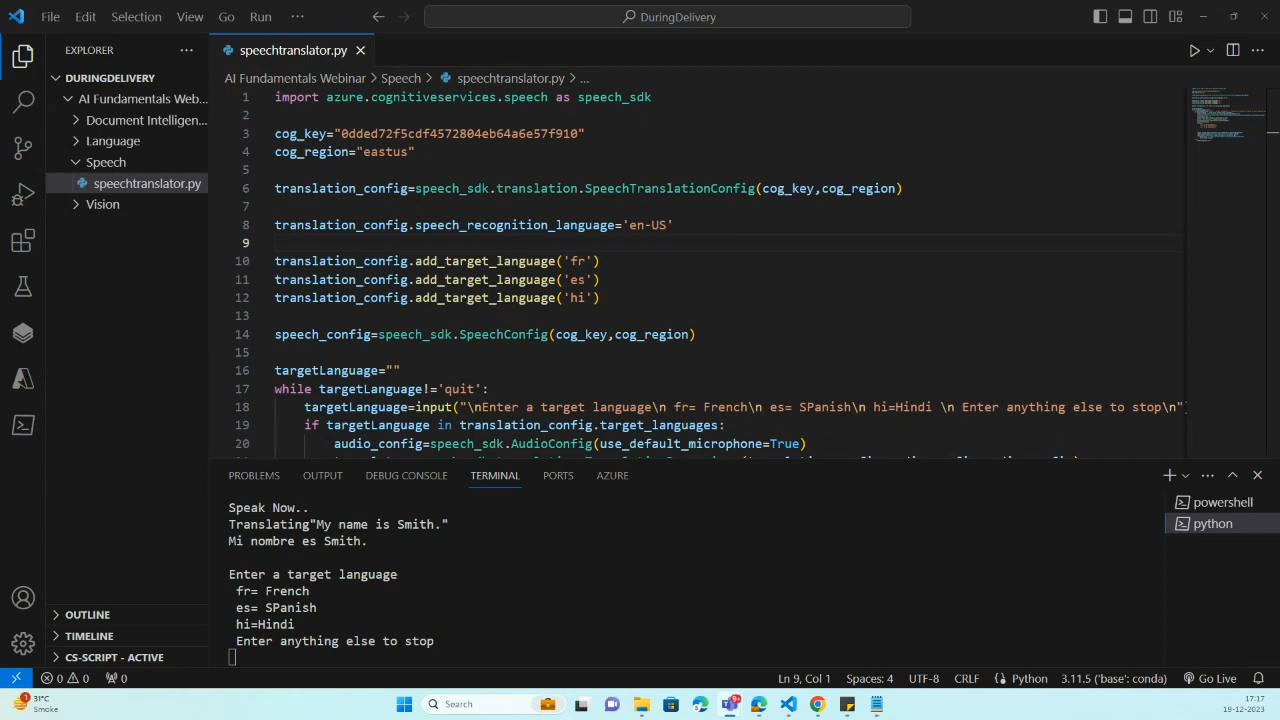 File Edit Selection View Go Run ··· DuringDelivery
EXPLORER ···
DURINGDELIVERY
AI Fundamentals Web...
Document Intelligen...
Language
Speech
speechtranslator.py
Vision
OUTLINE
TIMELINE
CS-SCRIPT - ACTIVE
speechtranslator.py
AI Fundamentals Webinar > Speech > speechtranslator.py > ...
1 import azure.cognitiveservices.speech as speech_sdk
2
3 cog_key="0dded72f5cdf4572804eb64a6e57f910"
4 cog_region="eastus"
5
6 translation_config=speech_sdk.translation.SpeechTranslationConfig(cog_key,cog_region)
7
8 translation_config.speech_recognition_language='en-US'
9
10 translation_config.add_target_language('fr')
11 translation_config.add_target_language('es')
12 translation_config.add_target_language('hi')
13
14 speech_config=speech_sdk.SpeechConfig(cog_key,cog_region)
15
16 targetLanguage=""
17 while targetLanguage!='quit':
18 targetLanguage=input("\nEnter a target language\n fr= French\n es= SPanish\n hi=Hindi \n Enter anything else to stop\n"
19 if targetLanguage in translation_config.target_languages:
20 audio_config=speech_sdk.AudioConfig(use_default_microphone=True)
PROBLEMS OUTPUT DEBUG CONSOLE TERMINAL PORTS AZURE
Speak Now..
Translating"My name is Smith."
Mi nombre es Smith.
Enter a target language
fr= French
es= SPanish
hi=Hindi
Enter anything else to stop
powershell
python
0 0 0 Ln 9, Col 1 Spaces: 4 UTF-8 CRLF Python 3.11.5 ('base': conda) Go Live
1 31°C
Smoke
Search
9+
17:17
19-12-2023